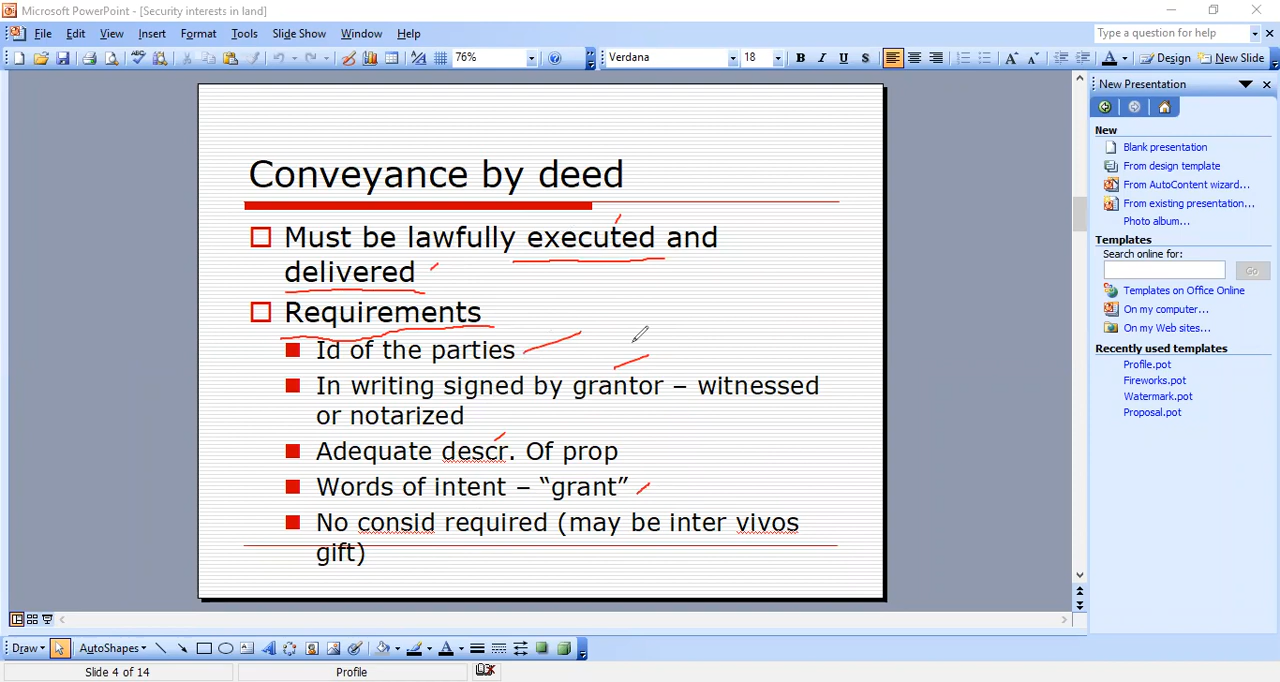 Microsoft PowerPoint - [Security interests in land]
File Edit View Insert Format Tools Slide Show Window Help
Type a question for help
76%
Verdana
18
B I U S
A
Design
New Slide
New Presentation
New
Blank presentation
From design template
From AutoContent wizard...
From existing presentation...
Photo album...
Templates
Search online for:
Go
Templates on Office Online
On my computer...
On my Web sites...
Recently used templates
Profile.pot
Fireworks.pot
Watermark.pot
Proposal.pot
Conveyance by deed
Must be lawfully executed and
delivered
Requirements
Id of the parties
In writing signed by grantor – witnessed
or notarized
Adequate descr. Of prop
Words of intent – “grant”
No consid required (may be inter vivos
gift)
Draw
AutoShapes
Slide 4 of 14
Profile